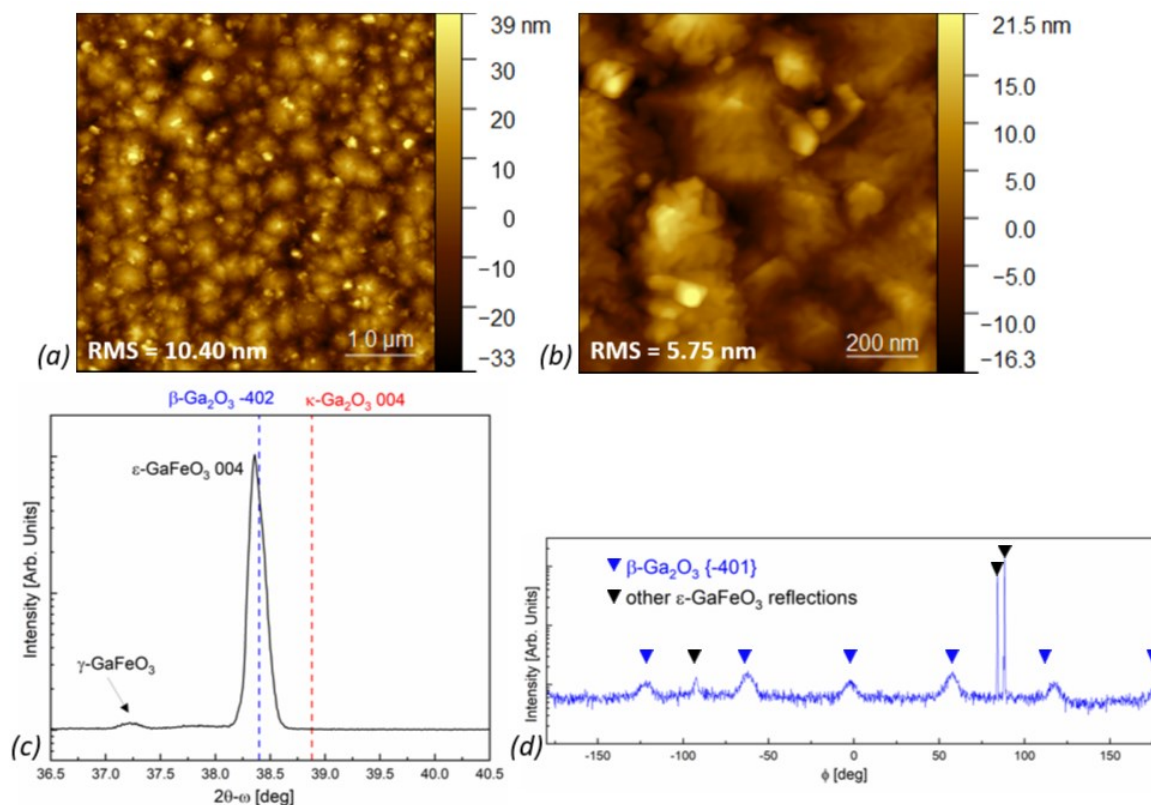 39 nm
30
20
10
0
−10
−20
−33
(a)
RMS = 10.40 nm
1.0 µm
21.5 nm
15.0
10.0
5.0
0.0
−5.0
−10.0
−16.3
(b)
RMS = 5.75 nm
200 nm
β-Ga₂O₃ -402
κ-Ga₂O₃ 004
ε-GaFeO₃ 004
γ-GaFeO₃
Intensity [Arb. Units]
(c)
36.5 37.0 37.5 38.0 38.5 39.0 39.5 40.0 40.5
2θ-ω [deg]
β-Ga₂O₃ {-401}
other ε-GaFeO₃ reflections
Intensity [Arb. Units]
(d)
-150 -100 -50 0 50 100 150
ϕ [deg]